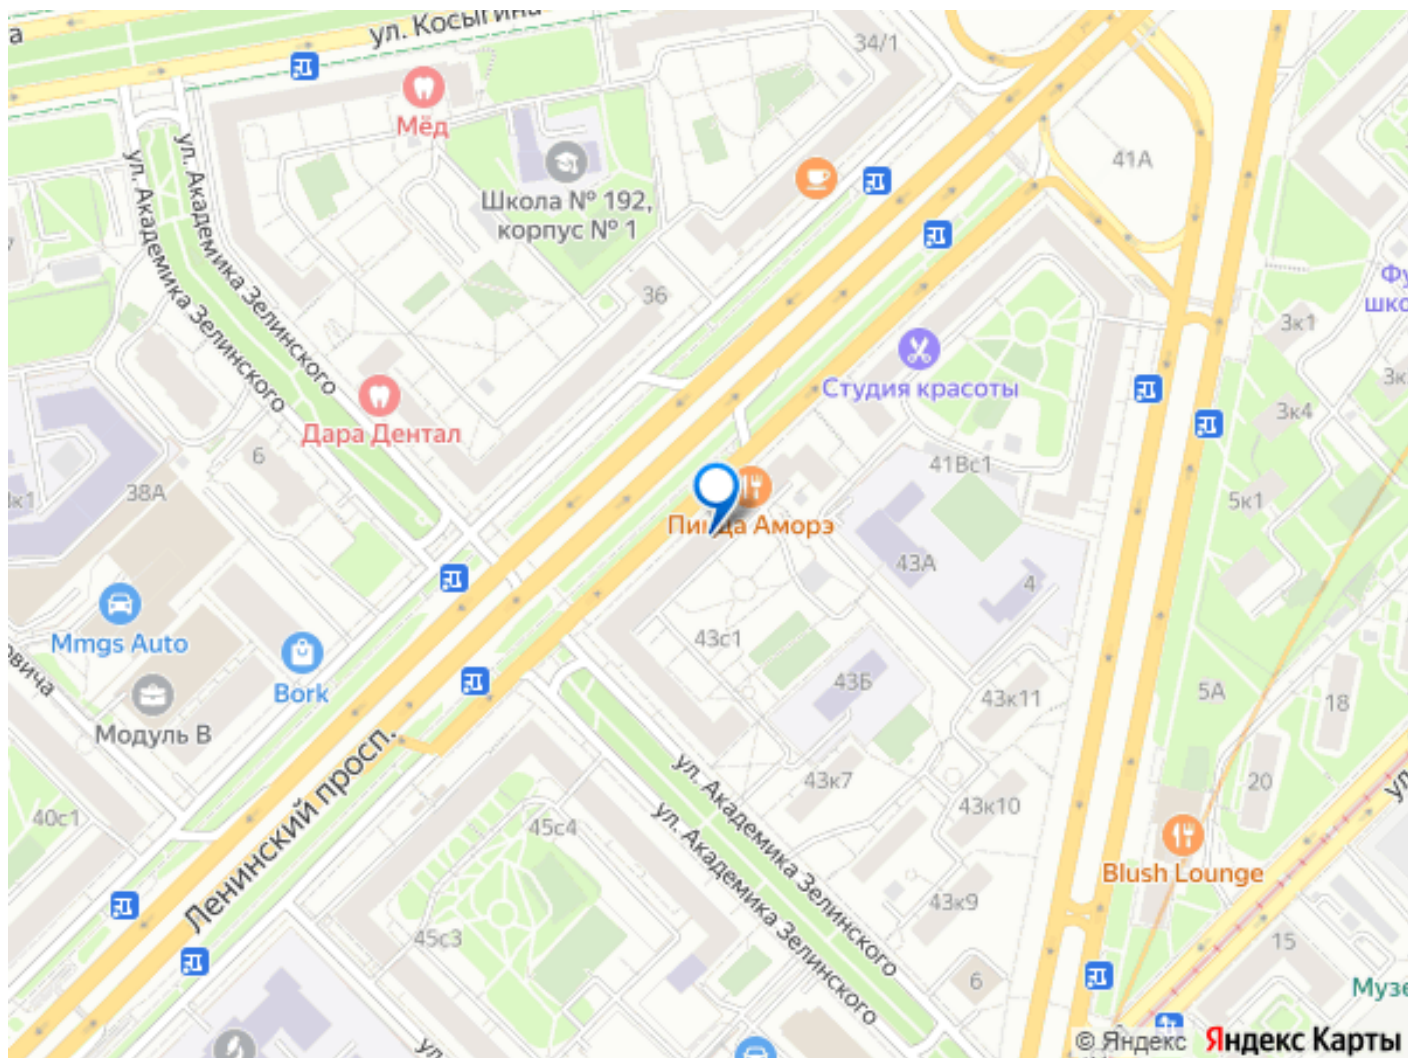 ул. Косыгина
34/1
Мёд
41А
Школа № 192,
корпус № 1
ул. Академика Зелинского
ул. Академика Зелинского
36
3к1
Студия красоты
3к4
Дара Дентал
6
38А
41Вс1
5к1
Пицца Аморэ
43А
4
Mmgs Auto
43с1
Bork
43Б
43к11
5А
18
Модуль В
Ленинский просп.
ул. Академика Зелинского
43к7
43к10
20
40с1
45с4
ул. Академика Зелинского
Blush Lounge
43к9
45с3
15
6
© Яндекс Яндекс Карты